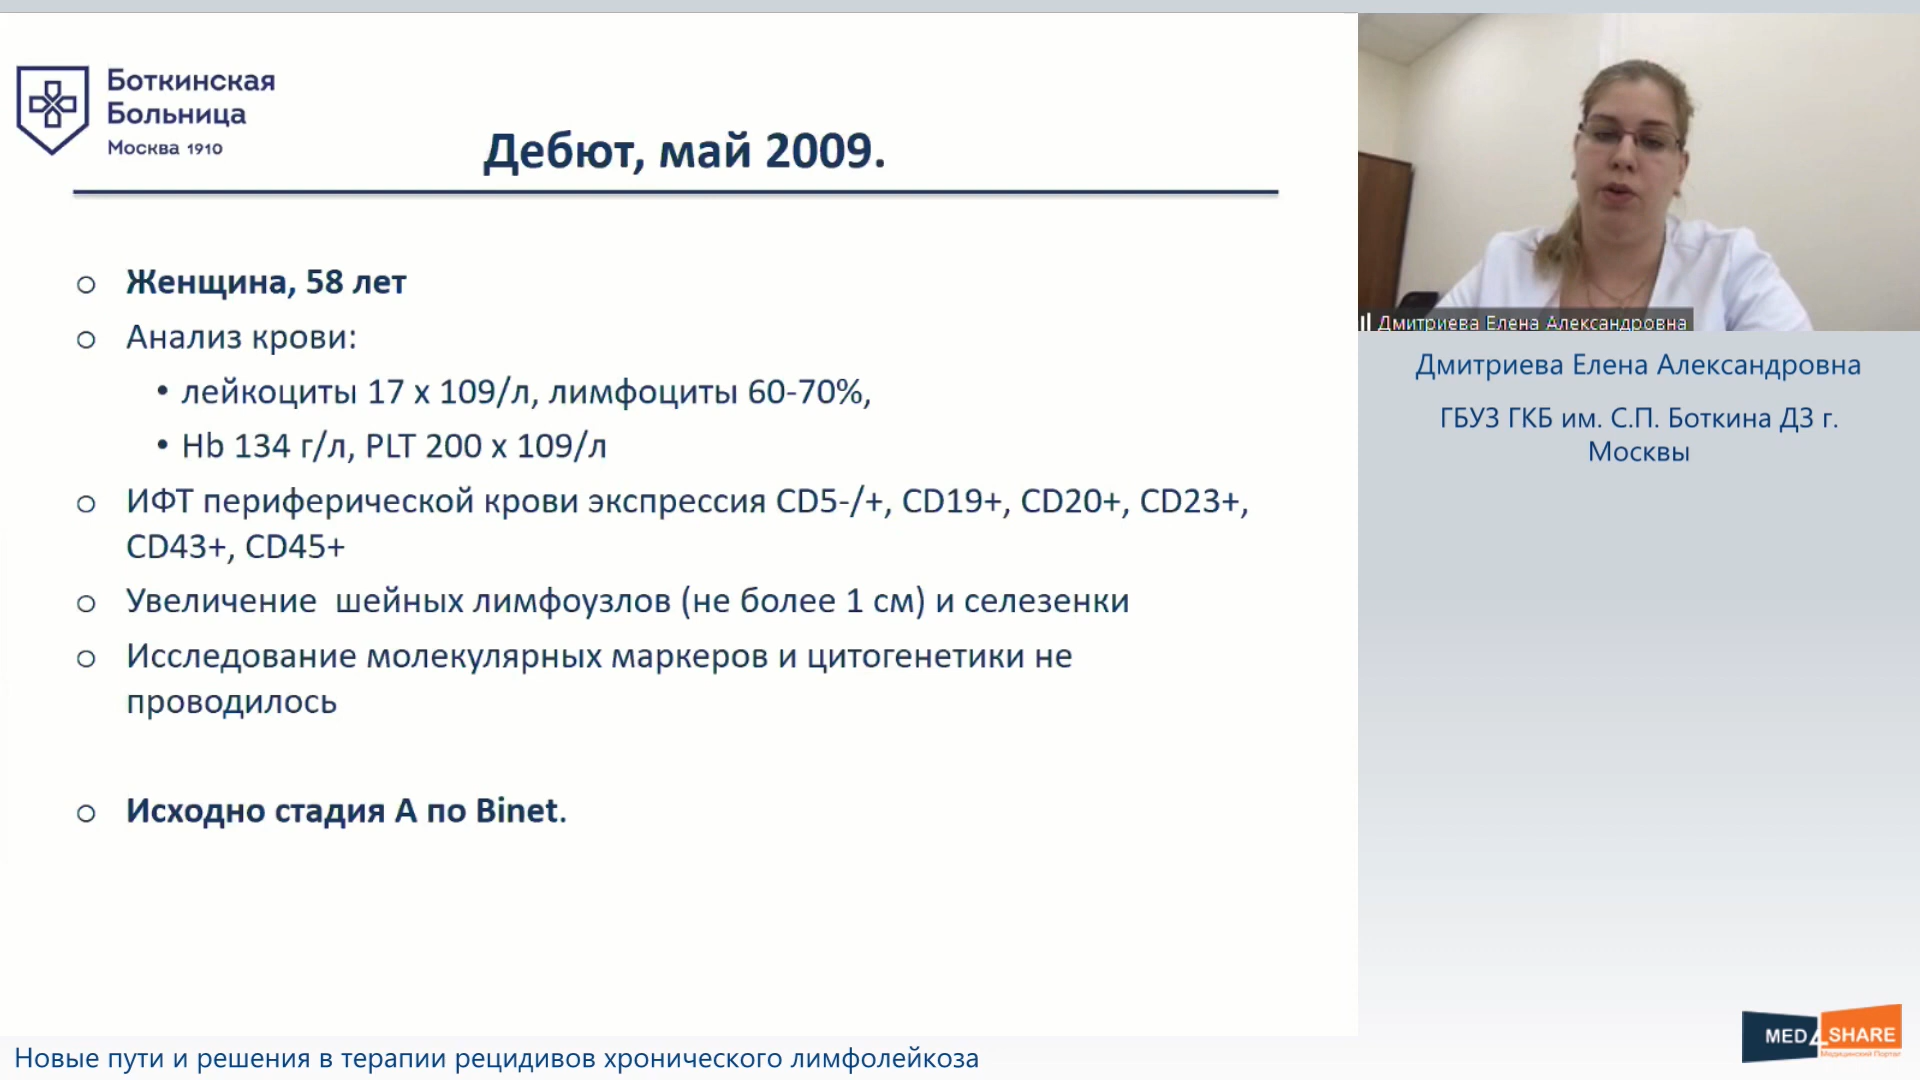 Боткинская
Больница
Москва 1910
Дебют, май 2009.
o Женщина, 58 лет
o Анализ крови:
• лейкоциты 17 х 109/л, лимфоциты 60-70%,
• Hb 134 г/л, PLT 200 х 109/л
o ИФТ периферической крови экспрессия CD5-/+, CD19+, CD20+, CD23+,
CD43+, CD45+
o Увеличение шейных лимфоузлов (не более 1 см) и селезенки
o Исследование молекулярных маркеров и цитогенетики не
проводилось
o Исходно стадия А по Binet.
Дмитриева Елена Александровна
Дмитриева Елена Александровна
ГБУЗ ГКБ им. С.П. Боткина ДЗ г.
Москвы
MED4SHARE
Медицинский Портал
Новые пути и решения в терапии рецидивов хронического лимфолейкоза